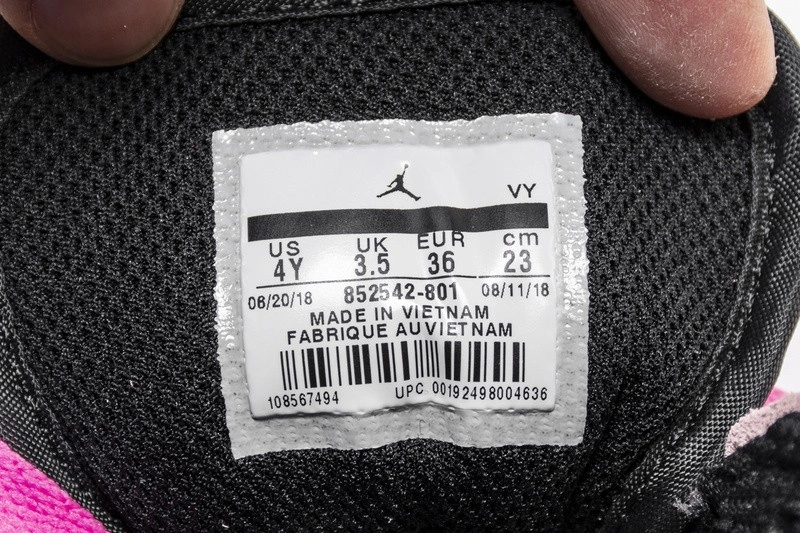 VY
US UK EUR cm
4Y 3.5 36 23
06/20/18 852542-801 08/11/18
MADE IN VIETNAM
FABRIQUE AU VIETNAM
108567494 UPC 00192498004636